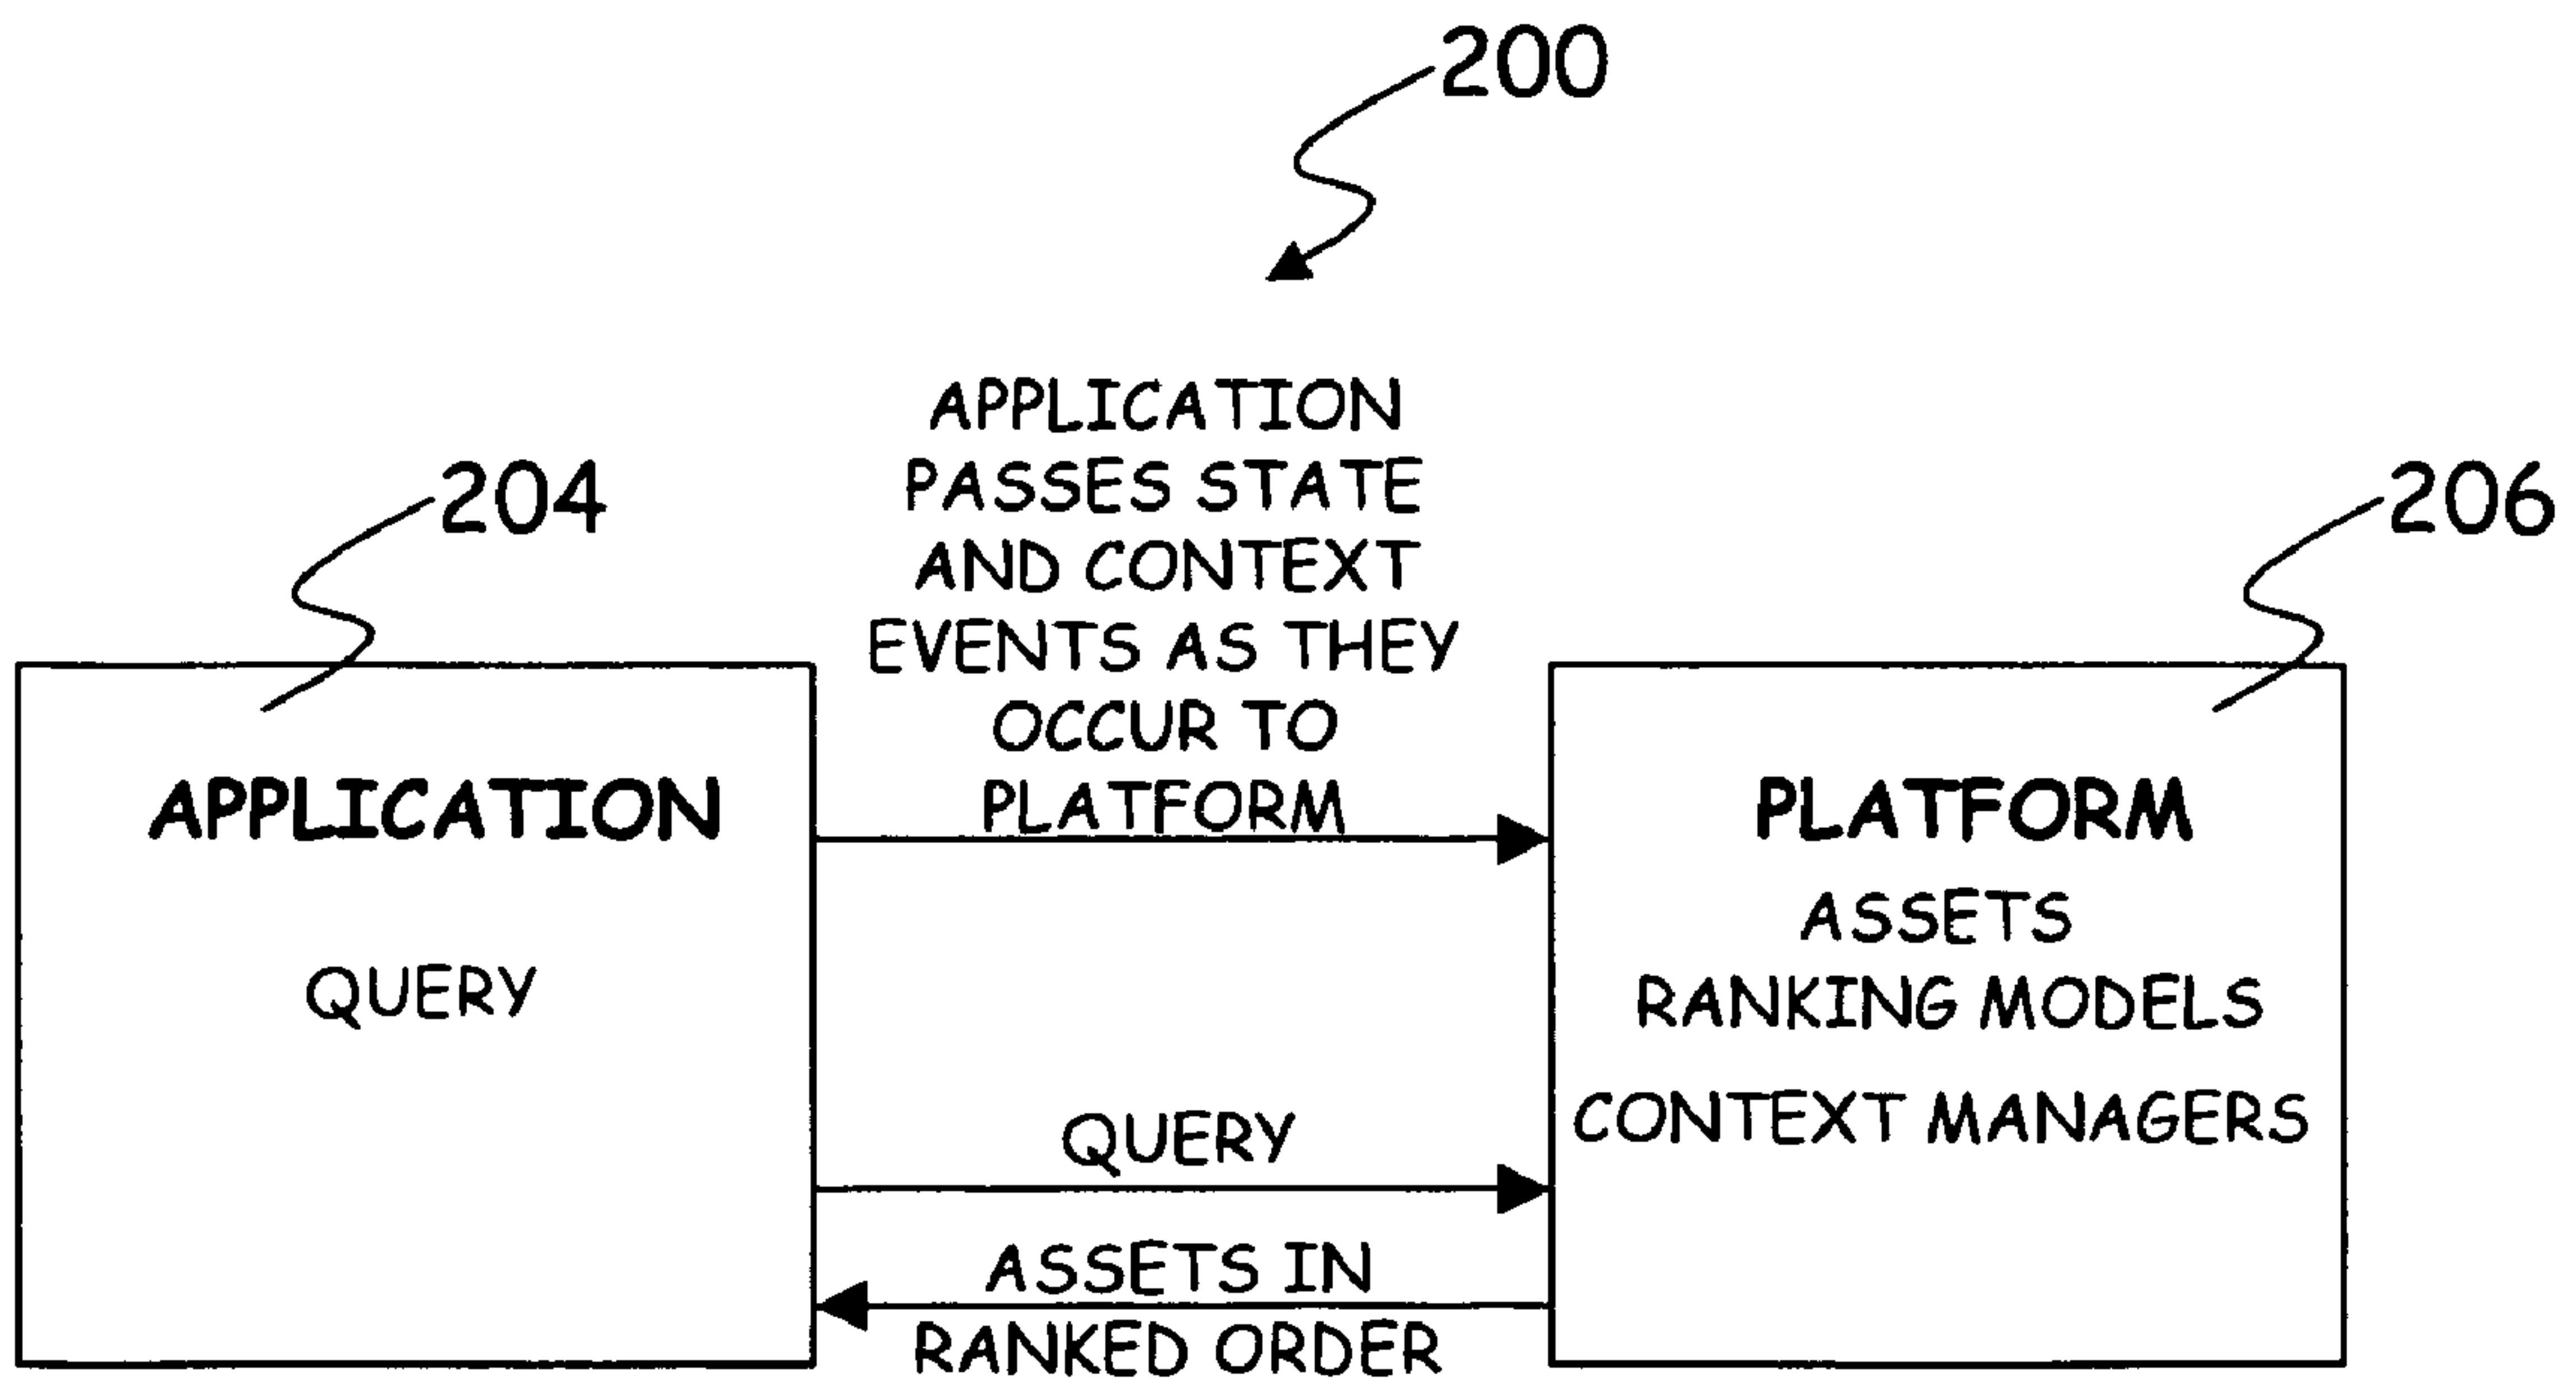 200
APPLICATION
PASSES STATE
AND CONTEXT
EVENTS AS THEY
OCCUR TO
PLATFORM
204
APPLICATION
QUERY
206
PLATFORM
ASSETS
RANKING MODELS
CONTEXT MANAGERS
QUERY
ASSETS IN
RANKED ORDER